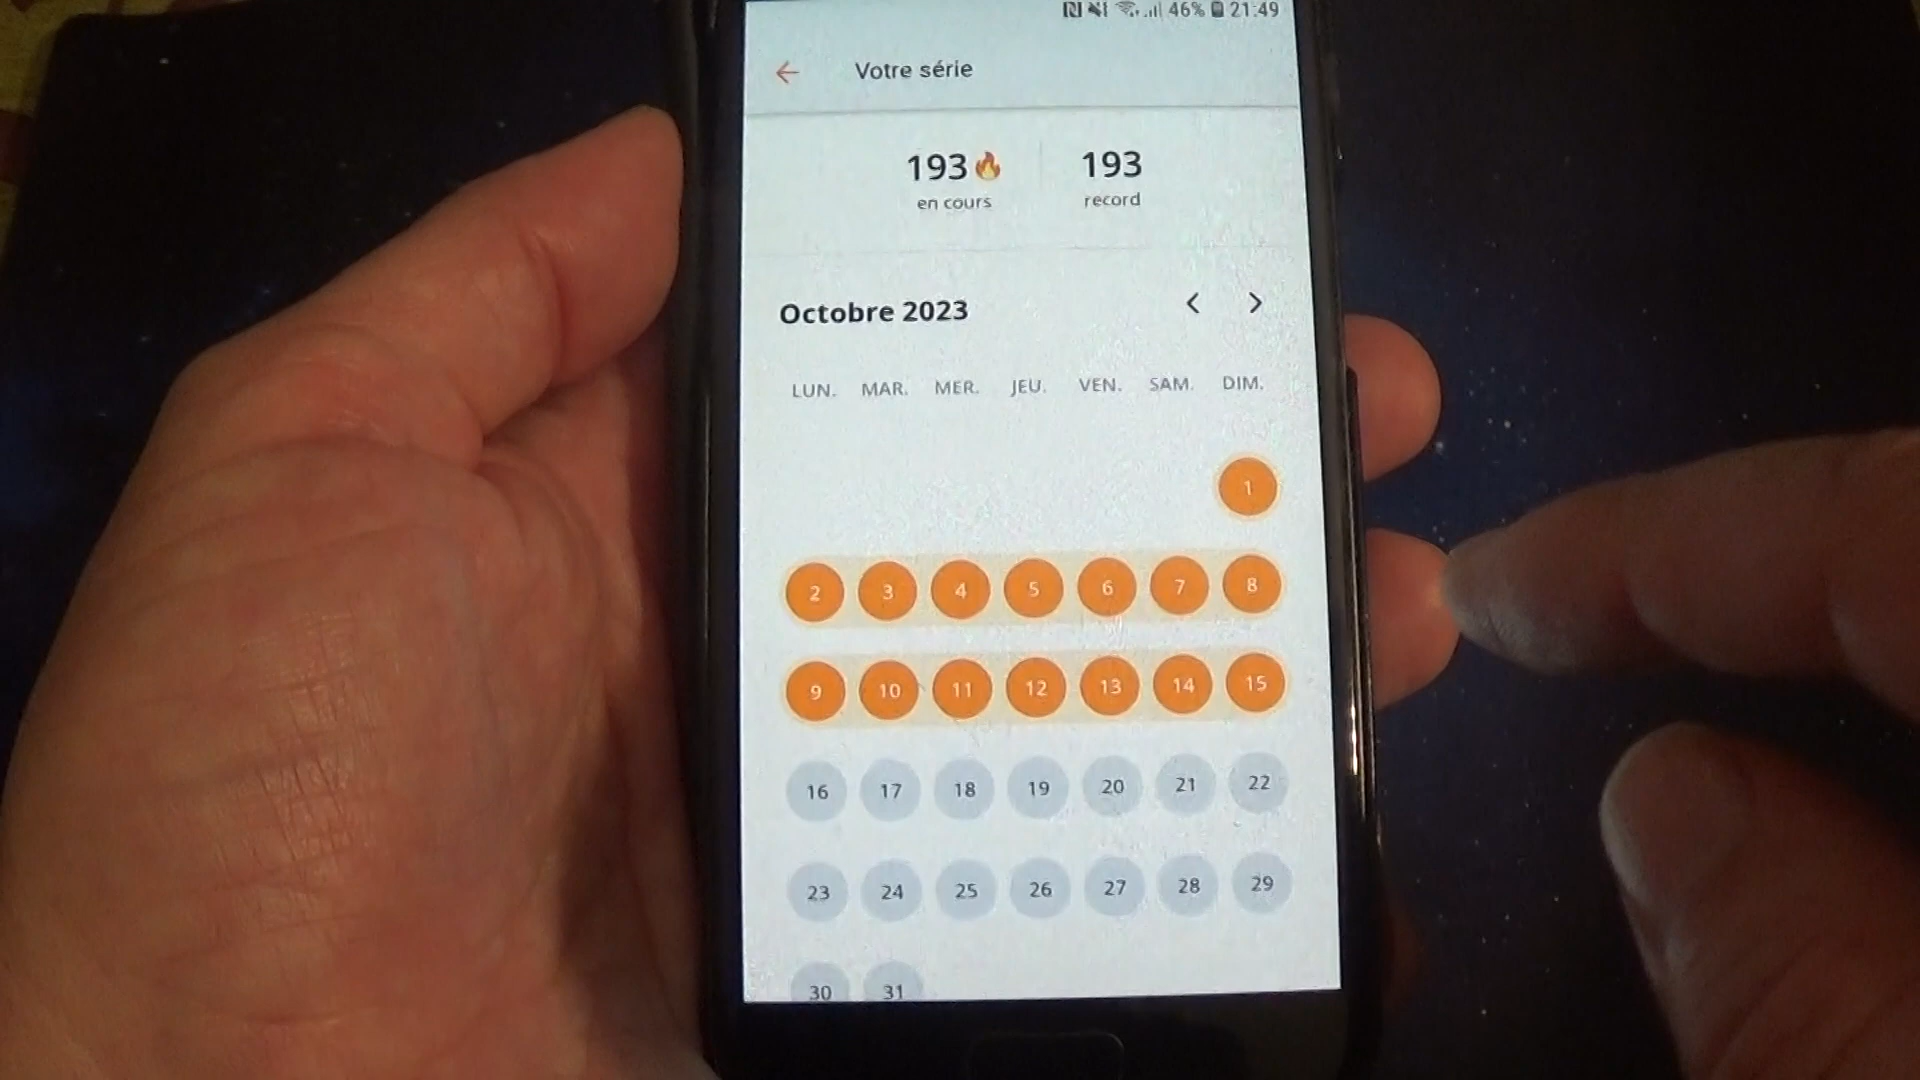 46% 21:49
Votre série
193 193
en cours record
Octobre 2023
LUN. MAR. MER. JEU. VEN. SAM. DIM.
1
2 3 4 5 6 7 8
9 10 11 12 13 14 15
16 17 18 19 20 21 22
23 24 25 26 27 28 29
30 31